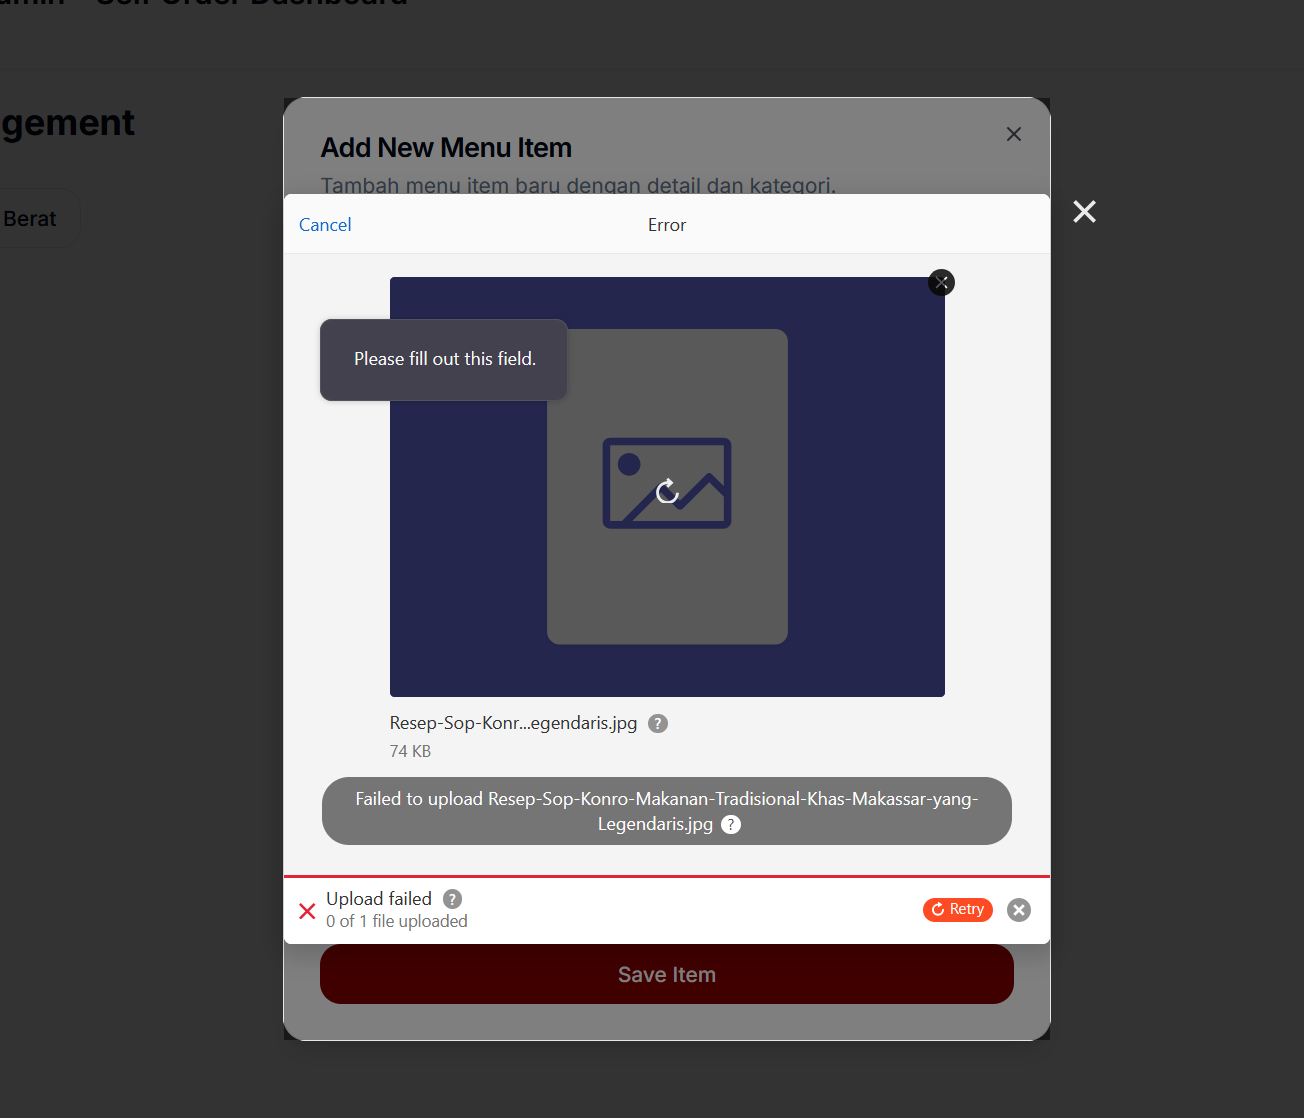 gement
Berat
Add New Menu Item
Tambah menu item baru dengan detail dan kategori.
Cancel
Error
Please fill out this field.
Resep-Sop-Konr...egendaris.jpg ?
74 KB
Failed to upload Resep-Sop-Konro-Makanan-Tradisional-Khas-Makassar-yang-
Legendaris.jpg ?
Upload failed ?
0 of 1 file uploaded
Retry
Save Item